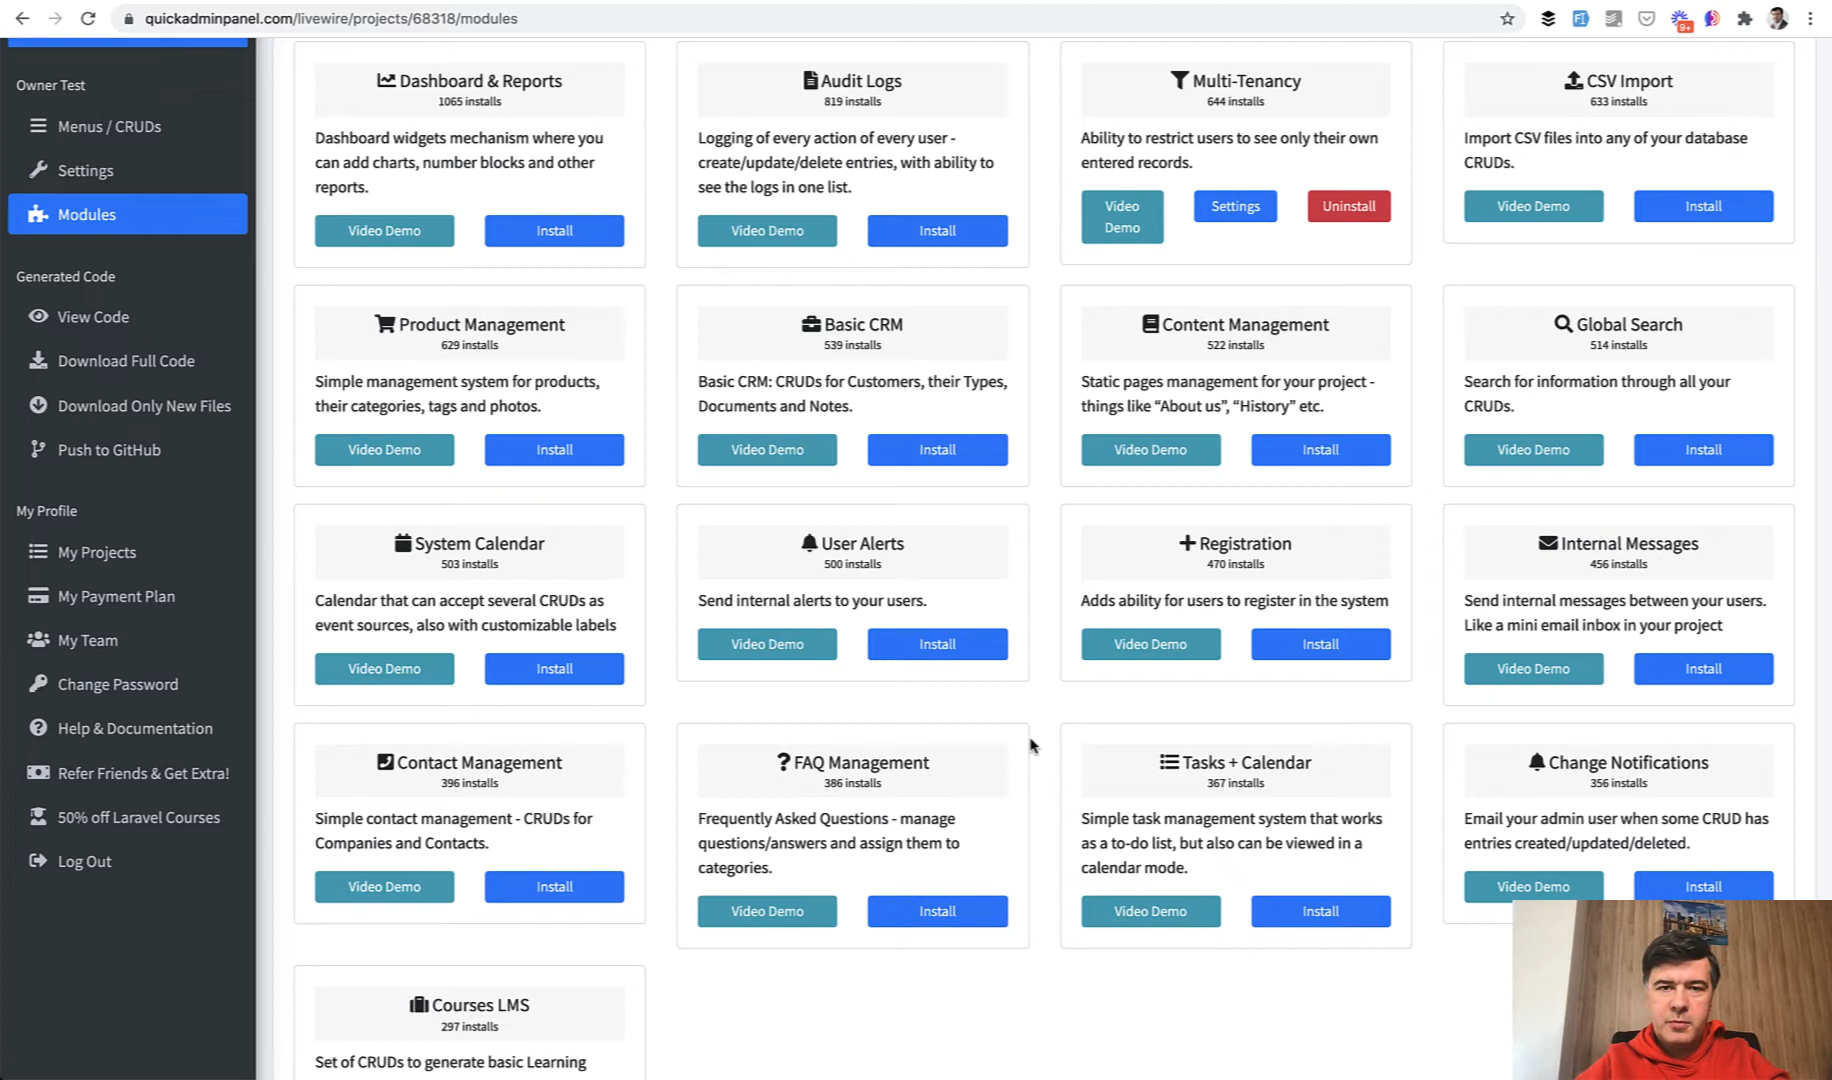 quickadminpanel.com/livewire/projects/68318/modules
9+
Owner Test
Menus / CRUDs
Settings
Modules
Generated Code
View Code
Download Full Code
Download Only New Files
Push to GitHub
My Profile
My Projects
My Payment Plan
My Team
Change Password
Help & Documentation
Refer Friends & Get Extra!
50% off Laravel Courses
Log Out
Dashboard & Reports
1065 installs
Dashboard widgets mechanism where you
can add charts, number blocks and other
reports.
Video Demo
Install
Audit Logs
819 installs
Logging of every action of every user -
create/update/delete entries, with ability to
see the logs in one list.
Video Demo
Install
Multi-Tenancy
644 installs
Ability to restrict users to see only their own
entered records.
Video
Demo
Settings
Uninstall
CSV Import
633 installs
Import CSV files into any of your database
CRUDs.
Video Demo
Install
Product Management
629 installs
Simple management system for products,
their categories, tags and photos.
Video Demo
Install
Basic CRM
539 installs
Basic CRM: CRUDs for Customers, their Types,
Documents and Notes.
Video Demo
Install
Content Management
522 installs
Static pages management for your project -
things like “About us”, “History” etc.
Video Demo
Install
Global Search
514 installs
Search for information through all your
CRUDs.
Video Demo
Install
System Calendar
503 installs
Calendar that can accept several CRUDs as
event sources, also with customizable labels
Video Demo
Install
User Alerts
500 installs
Send internal alerts to your users.
Video Demo
Install
Registration
470 installs
Adds ability for users to register in the system
Video Demo
Install
Internal Messages
456 installs
Send internal messages between your users.
Like a mini email inbox in your project
Video Demo
Install
Contact Management
396 installs
Simple contact management - CRUDs for
Companies and Contacts.
Video Demo
Install
FAQ Management
386 installs
Frequently Asked Questions - manage
questions/answers and assign them to
categories.
Video Demo
Install
Tasks + Calendar
367 installs
Simple task management system that works
as a to-do list, but also can be viewed in a
calendar mode.
Video Demo
Install
Change Notifications
356 installs
Email your admin user when some CRUD has
entries created/updated/deleted.
Video Demo
Install
Courses LMS
297 installs
Set of CRUDs to generate basic Learning